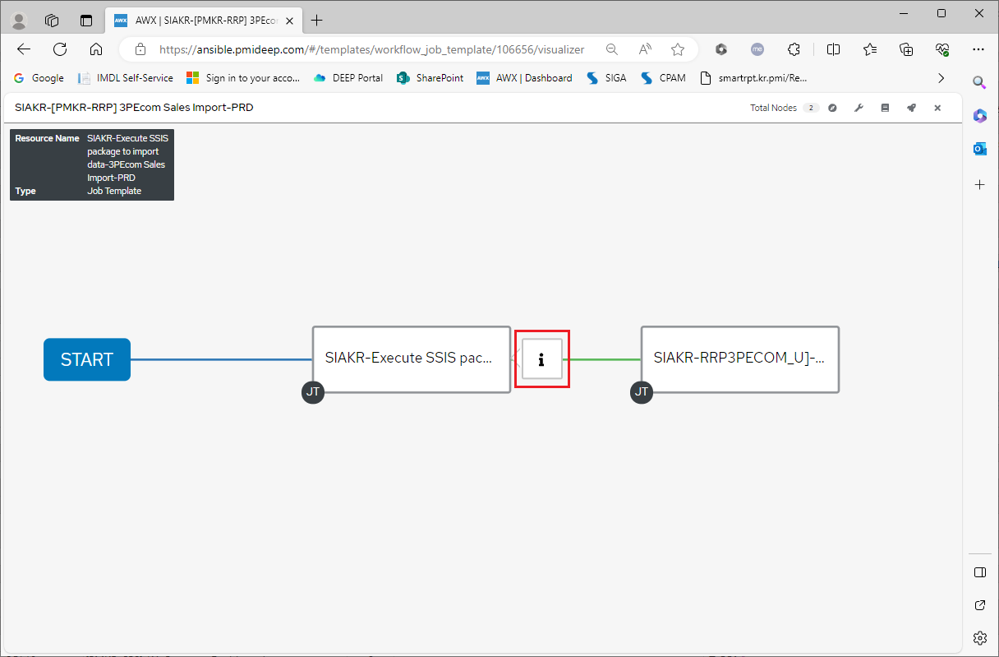 AWX | SIAKR-[PMKR-RRP] 3PEcom
https://ansible.pmideep.com/#/templates/workflow_job_template/106656/visualizer
Google IMDL Self-Service Sign in to your acco... DEEP Portal SharePoint AWX | Dashboard SIGA CPAM smartrpt.kr.pmi/Re...
SIAKR-[PMKR-RRP] 3PEcom Sales Import-PRD Total Nodes 2
Resource Name SIAKR-Execute SSIS
package to import
data-3PEcom Sales
Import-PRD
Type Job Template
START
SIAKR-Execute SSIS pac...
JT
i
SIAKR-RRP3PECOM_U]-...
JT